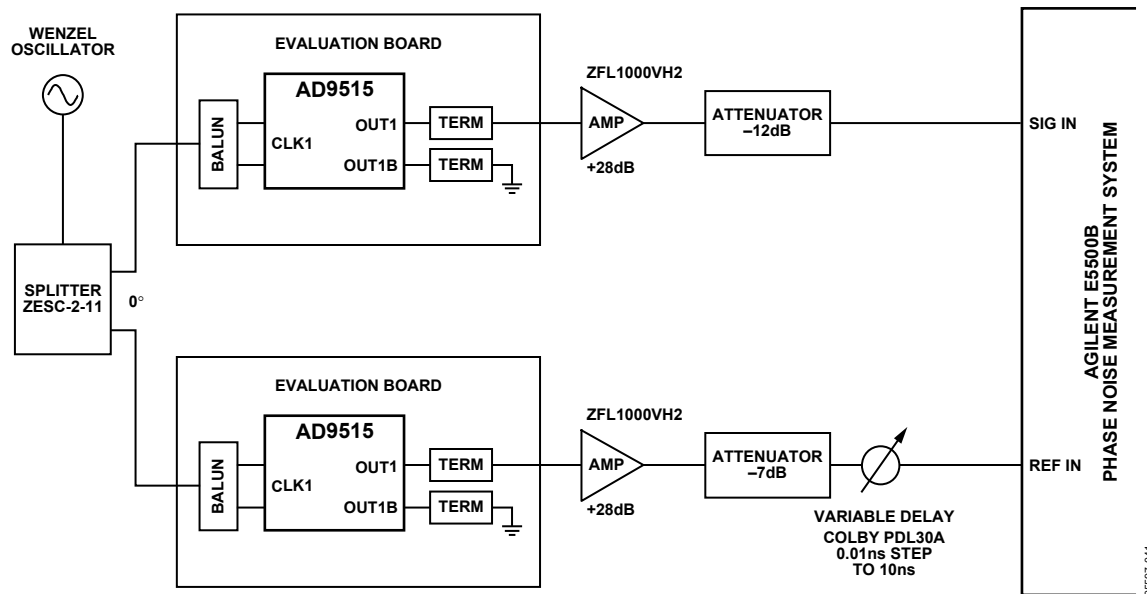 WENZEL
OSCILLATOR
SPLITTER
ZESC-2-11
0°
EVALUATION BOARD
BALUN
AD9515
CLK1
OUT1
OUT1B
TERM
TERM
ZFL1000VH2
AMP
+28dB
ATTENUATOR
–12dB
SIG IN
EVALUATION BOARD
BALUN
AD9515
CLK1
OUT1
OUT1B
TERM
TERM
ZFL1000VH2
AMP
+28dB
ATTENUATOR
–7dB
VARIABLE DELAY
COLBY PDL30A
0.01ns STEP
TO 10ns
REF IN
AGILENT E5500B
PHASE NOISE MEASUREMENT SYSTEM